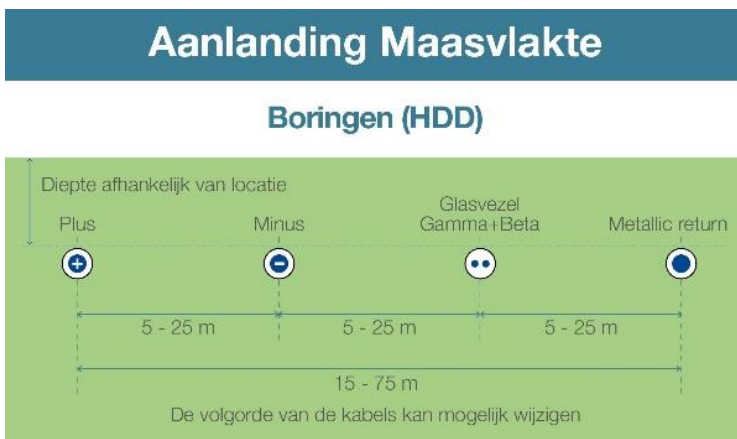 Aanlanding Maasvlakte
Boringen (HDD)
Diepte afhankelijk van locatie
Plus
Minus
Glasvezel
Gamma+Beta
Metallic return
5 - 25 m
5 - 25 m
5 - 25 m
15 - 75 m
De volgorde van de kabels kan mogelijk wijzigen